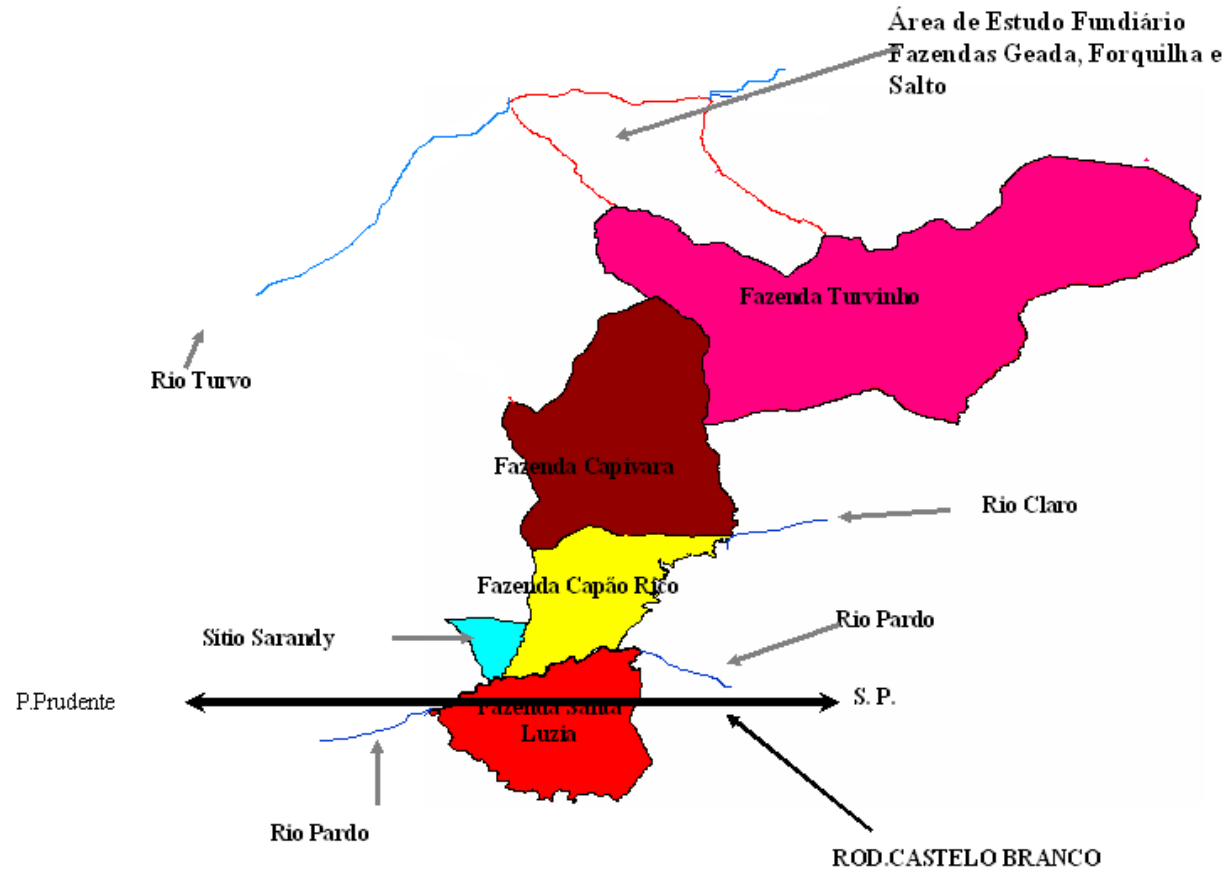 Área de Estudo Fundiário
Fazendas Geada, Forquilha e
Salto
Fazenda Turvinho
Rio Turvo
Fazenda Capivara
Rio Claro
Fazenda Capão Rico
Rio Pardo
Sítio Sarandy
P.Prudente
S. P.
Fazenda Santa
Luzia
Rio Pardo
ROD.CASTELO BRANCO